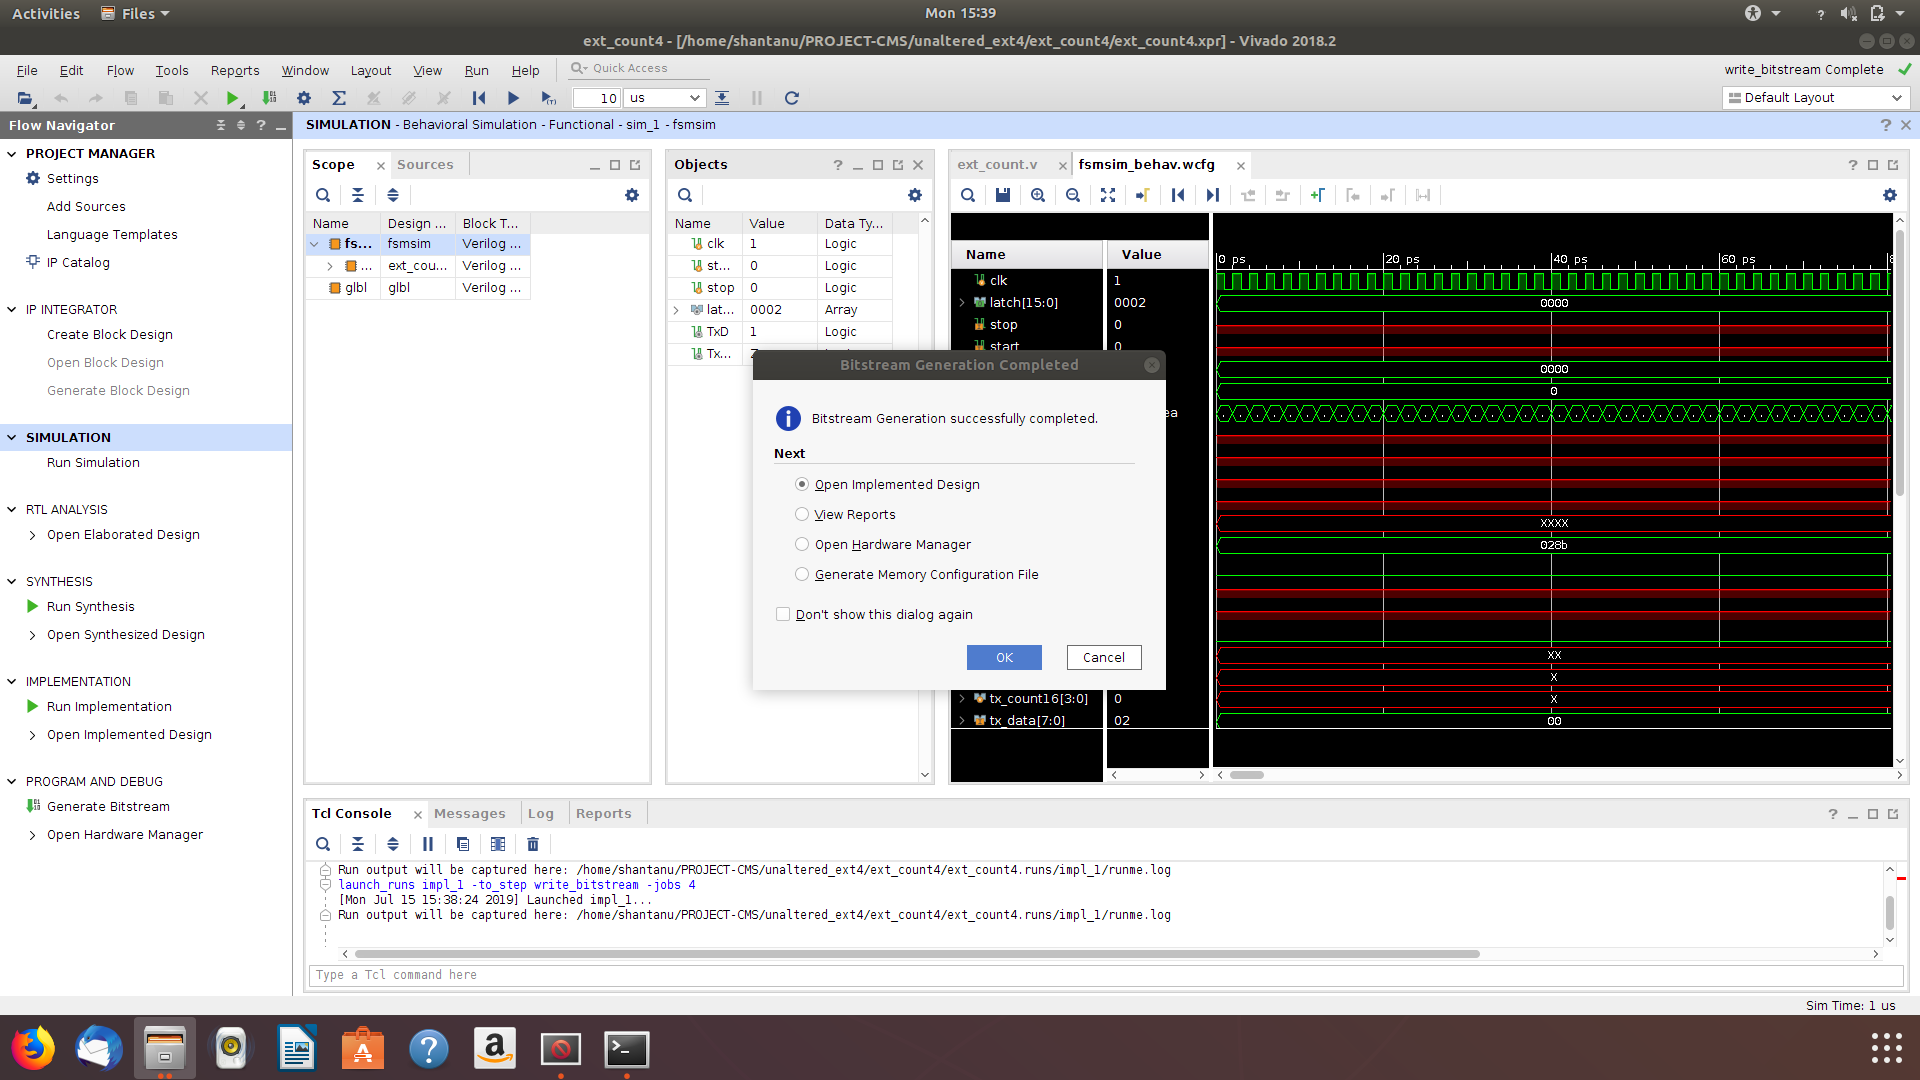 Activities Files Mon 15:39
ext_count4 - [/home/shantanu/PROJECT-CMS/unaltered_ext4/ext_count4/ext_count4.xpr] - Vivado 2018.2
File Edit Flow Tools Reports Window Layout View Run Help Quick Access write_bitstream Complete
10 us Default Layout
Flow Navigator
PROJECT MANAGER
Settings
Add Sources
Language Templates
IP Catalog
IP INTEGRATOR
Create Block Design
Open Block Design
Generate Block Design
SIMULATION
Run Simulation
RTL ANALYSIS
Open Elaborated Design
SYNTHESIS
Run Synthesis
Open Synthesized Design
IMPLEMENTATION
Run Implementation
Open Implemented Design
PROGRAM AND DEBUG
Generate Bitstream
Open Hardware Manager
SIMULATION - Behavioral Simulation - Functional - sim_1 - fsmsim
Scope Sources
Name Design ... Block T...
fs... fsmsim Verilog ...
... ext_cou... Verilog ...
glbl glbl Verilog ...
Objects
Name Value Data Ty...
clk 1 Logic
st... 0 Logic
stop 0 Logic
lat... 0002 Array
TxD 1 Logic
Tx...
ext_count.v fsmsim_behav.wcfg
Name Value
clk 1
latch[15:0] 0002
stop 0
start 0
tx_count16[3:0] 0
tx_data[7:0] 02
0 ps 20 ps 40 ps 60 ps
0000
0000
0
XXXX
028b
XX
X
X
00
Bitstream Generation Completed
Bitstream Generation successfully completed.
Next
Open Implemented Design
View Reports
Open Hardware Manager
Generate Memory Configuration File
Don't show this dialog again
OK Cancel
Tcl Console Messages Log Reports
Run output will be captured here: /home/shantanu/PROJECT-CMS/unaltered_ext4/ext_count4/ext_count4.runs/impl_1/runme.log
launch_runs impl_1 -to_step write_bitstream -jobs 4
[Mon Jul 15 15:38:24 2019] Launched impl_1...
Run output will be captured here: /home/shantanu/PROJECT-CMS/unaltered_ext4/ext_count4/ext_count4.runs/impl_1/runme.log
Type a Tcl command here
Sim Time: 1 us